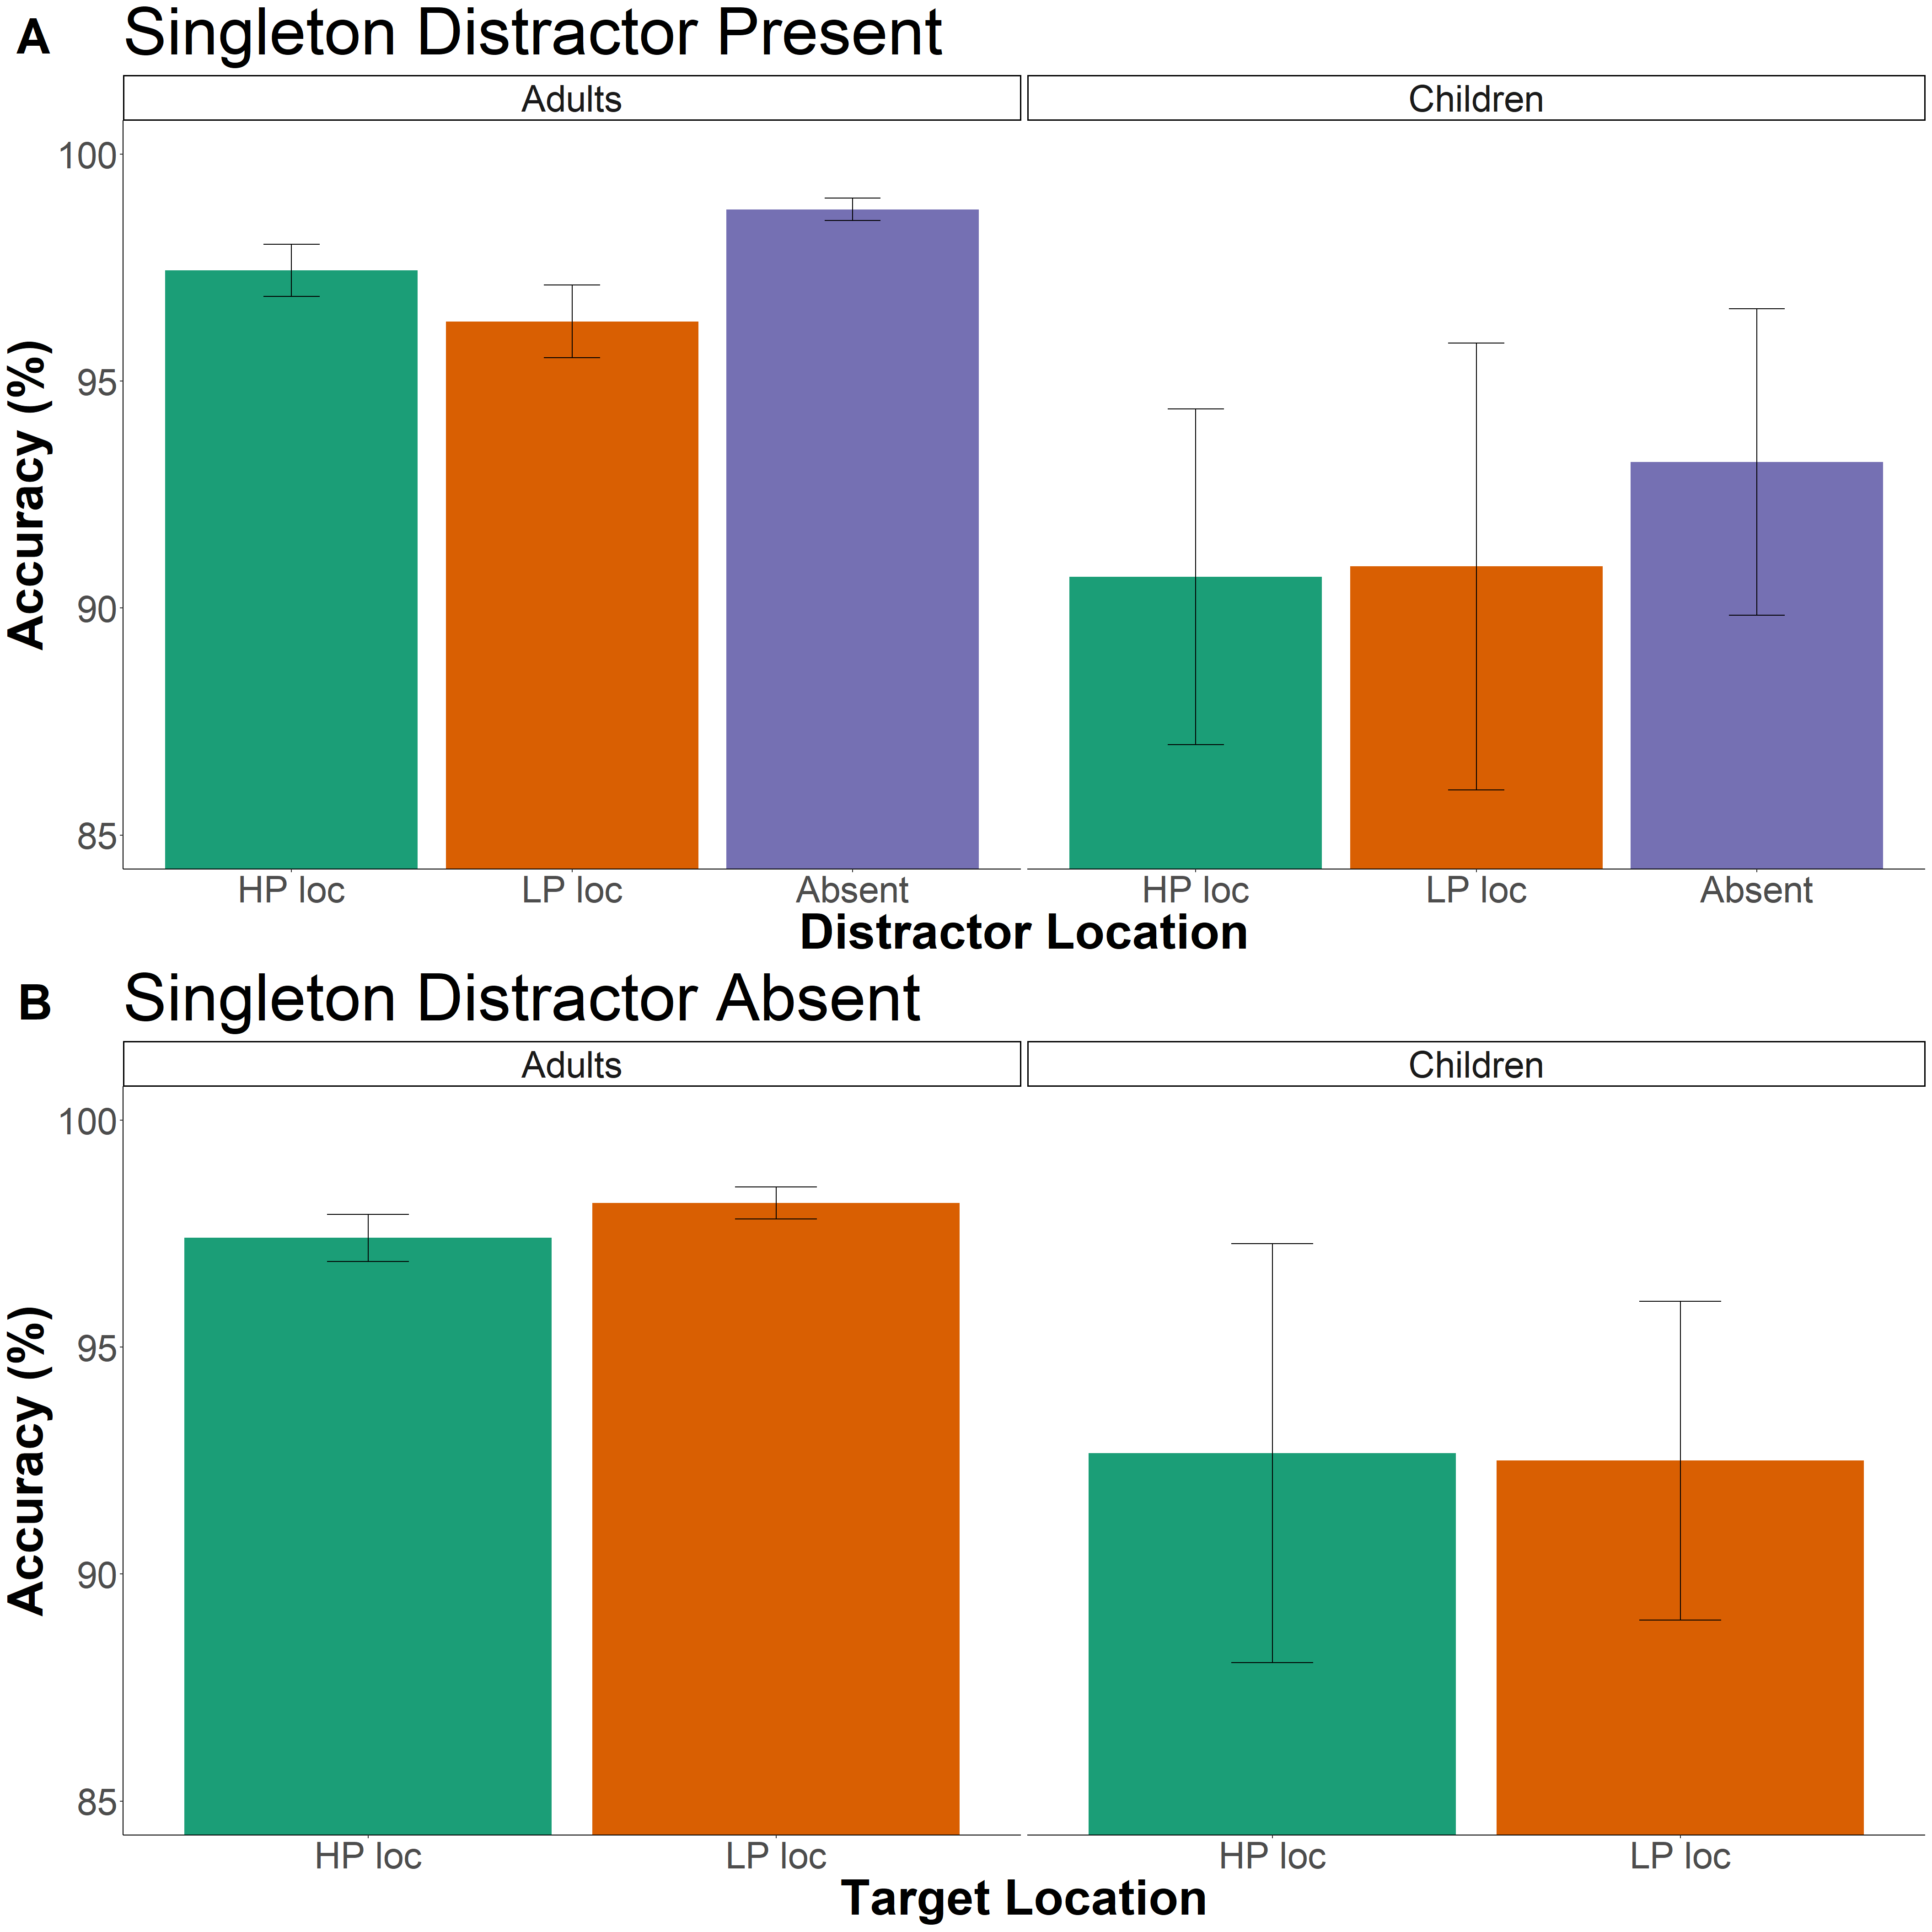 A Singleton Distractor Present
Adults Children
100
95
90
85
Accuracy (%)
HP loc LP loc Absent HP loc LP loc Absent
Distractor Location
B Singleton Distractor Absent
Adults Children
100
95
90
85
Accuracy (%)
HP loc LP loc HP loc LP loc
Target Location